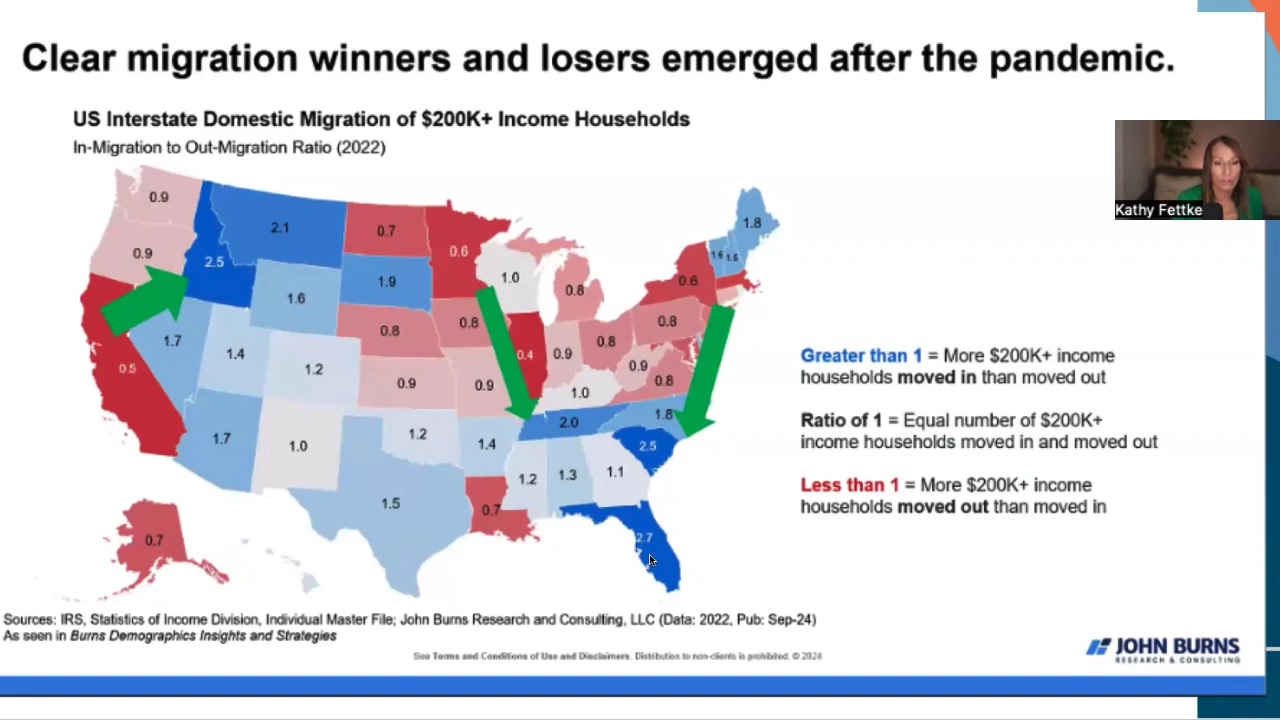 Clear migration winners and losers emerged after the pandemic.
US Interstate Domestic Migration of $200K+ Income Households
In-Migration to Out-Migration Ratio (2022)
Kathy Fettke
0.9
0.9
2.5
2.1
0.7
0.6
1.8
1.6
1.6
0.5
1.7
1.6
1.9
1.0
0.8
0.6
1.4
1.2
0.8
0.8
0.4
0.9
0.8
0.8
0.9
0.8
0.9
0.9
1.0
1.7
1.0
1.2
1.4
2.0
1.8
2.5
1.5
0.7
1.2
1.3
1.1
2.7
0.7
Greater than 1 = More $200K+ income
households moved in than moved out
Ratio of 1 = Equal number of $200K+
income households moved in and moved out
Less than 1 = More $200K+ income
households moved out than moved in
Sources: IRS, Statistics of Income Division, Individual Master File; John Burns Research and Consulting, LLC (Data: 2022, Pub: Sep-24)
As seen in Burns Demographics Insights and Strategies
See Terms and Conditions of Use and Disclaimers. Distribution to non-clients is prohibited. © 2024
JOHN BURNS
RESEARCH & CONSULTING